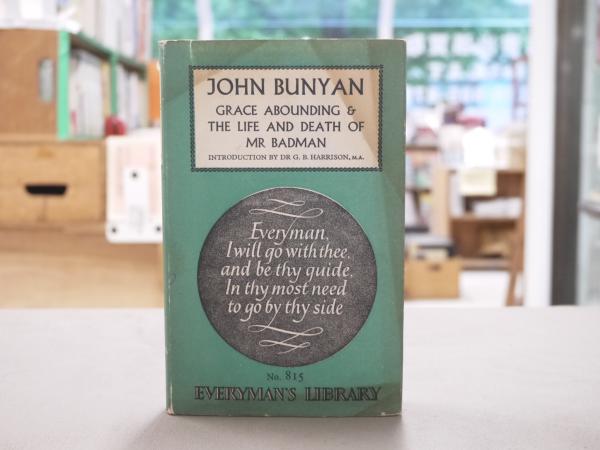 JOHN BUNYAN
GRACE ABOUNDING &
THE LIFE AND DEATH OF
MR BADMAN
INTRODUCTION BY DR G. B. HARRISON, M.A.
Everyman,
I will go with thee,
and be thy guide,
In thy most need
to go by thy side
No. 815
EVERYMAN'S LIBRARY